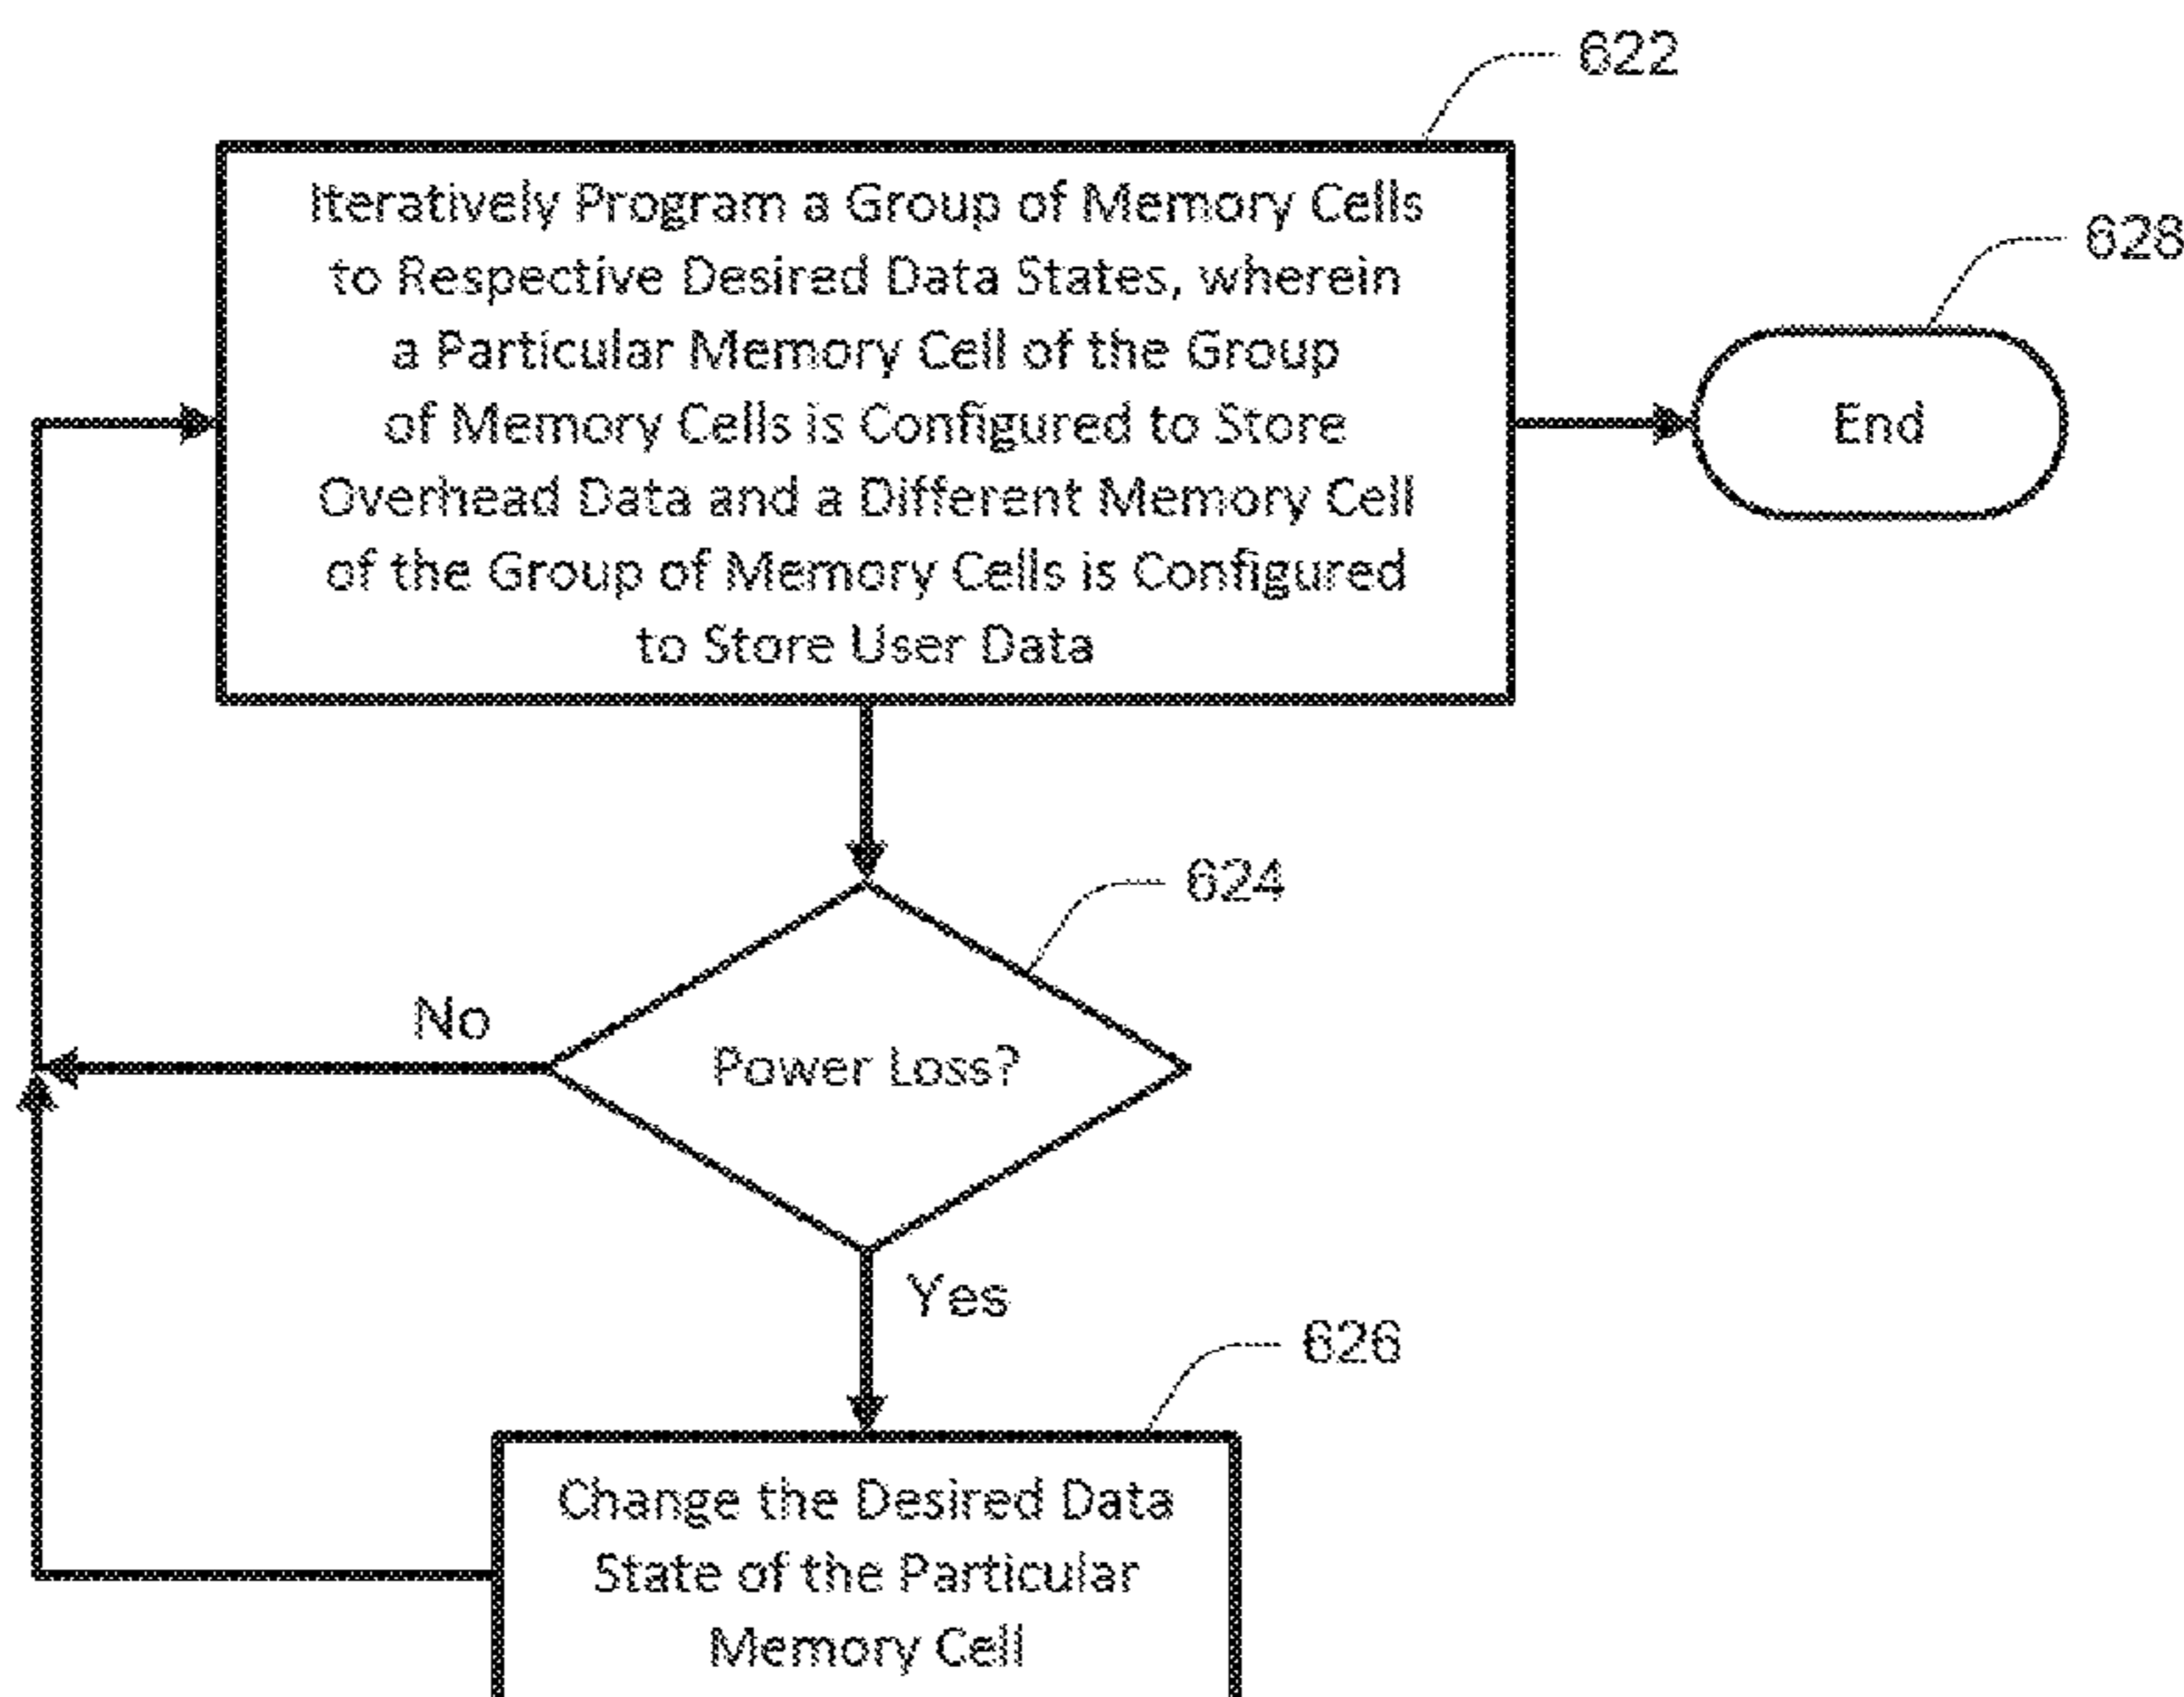 622
Iteratively Program a Group of Memory Cells
to Respective Desired Data States, wherein
a Particular Memory Cell of the Group
of Memory Cells is Configured to Store
Overhead Data and a Different Memory Cell
of the Group of Memory Cells is Configured
to Store User Data
628
End
624
Power Loss?
No
Yes
626
Change the Desired Data
State of the Particular
Memory Cell